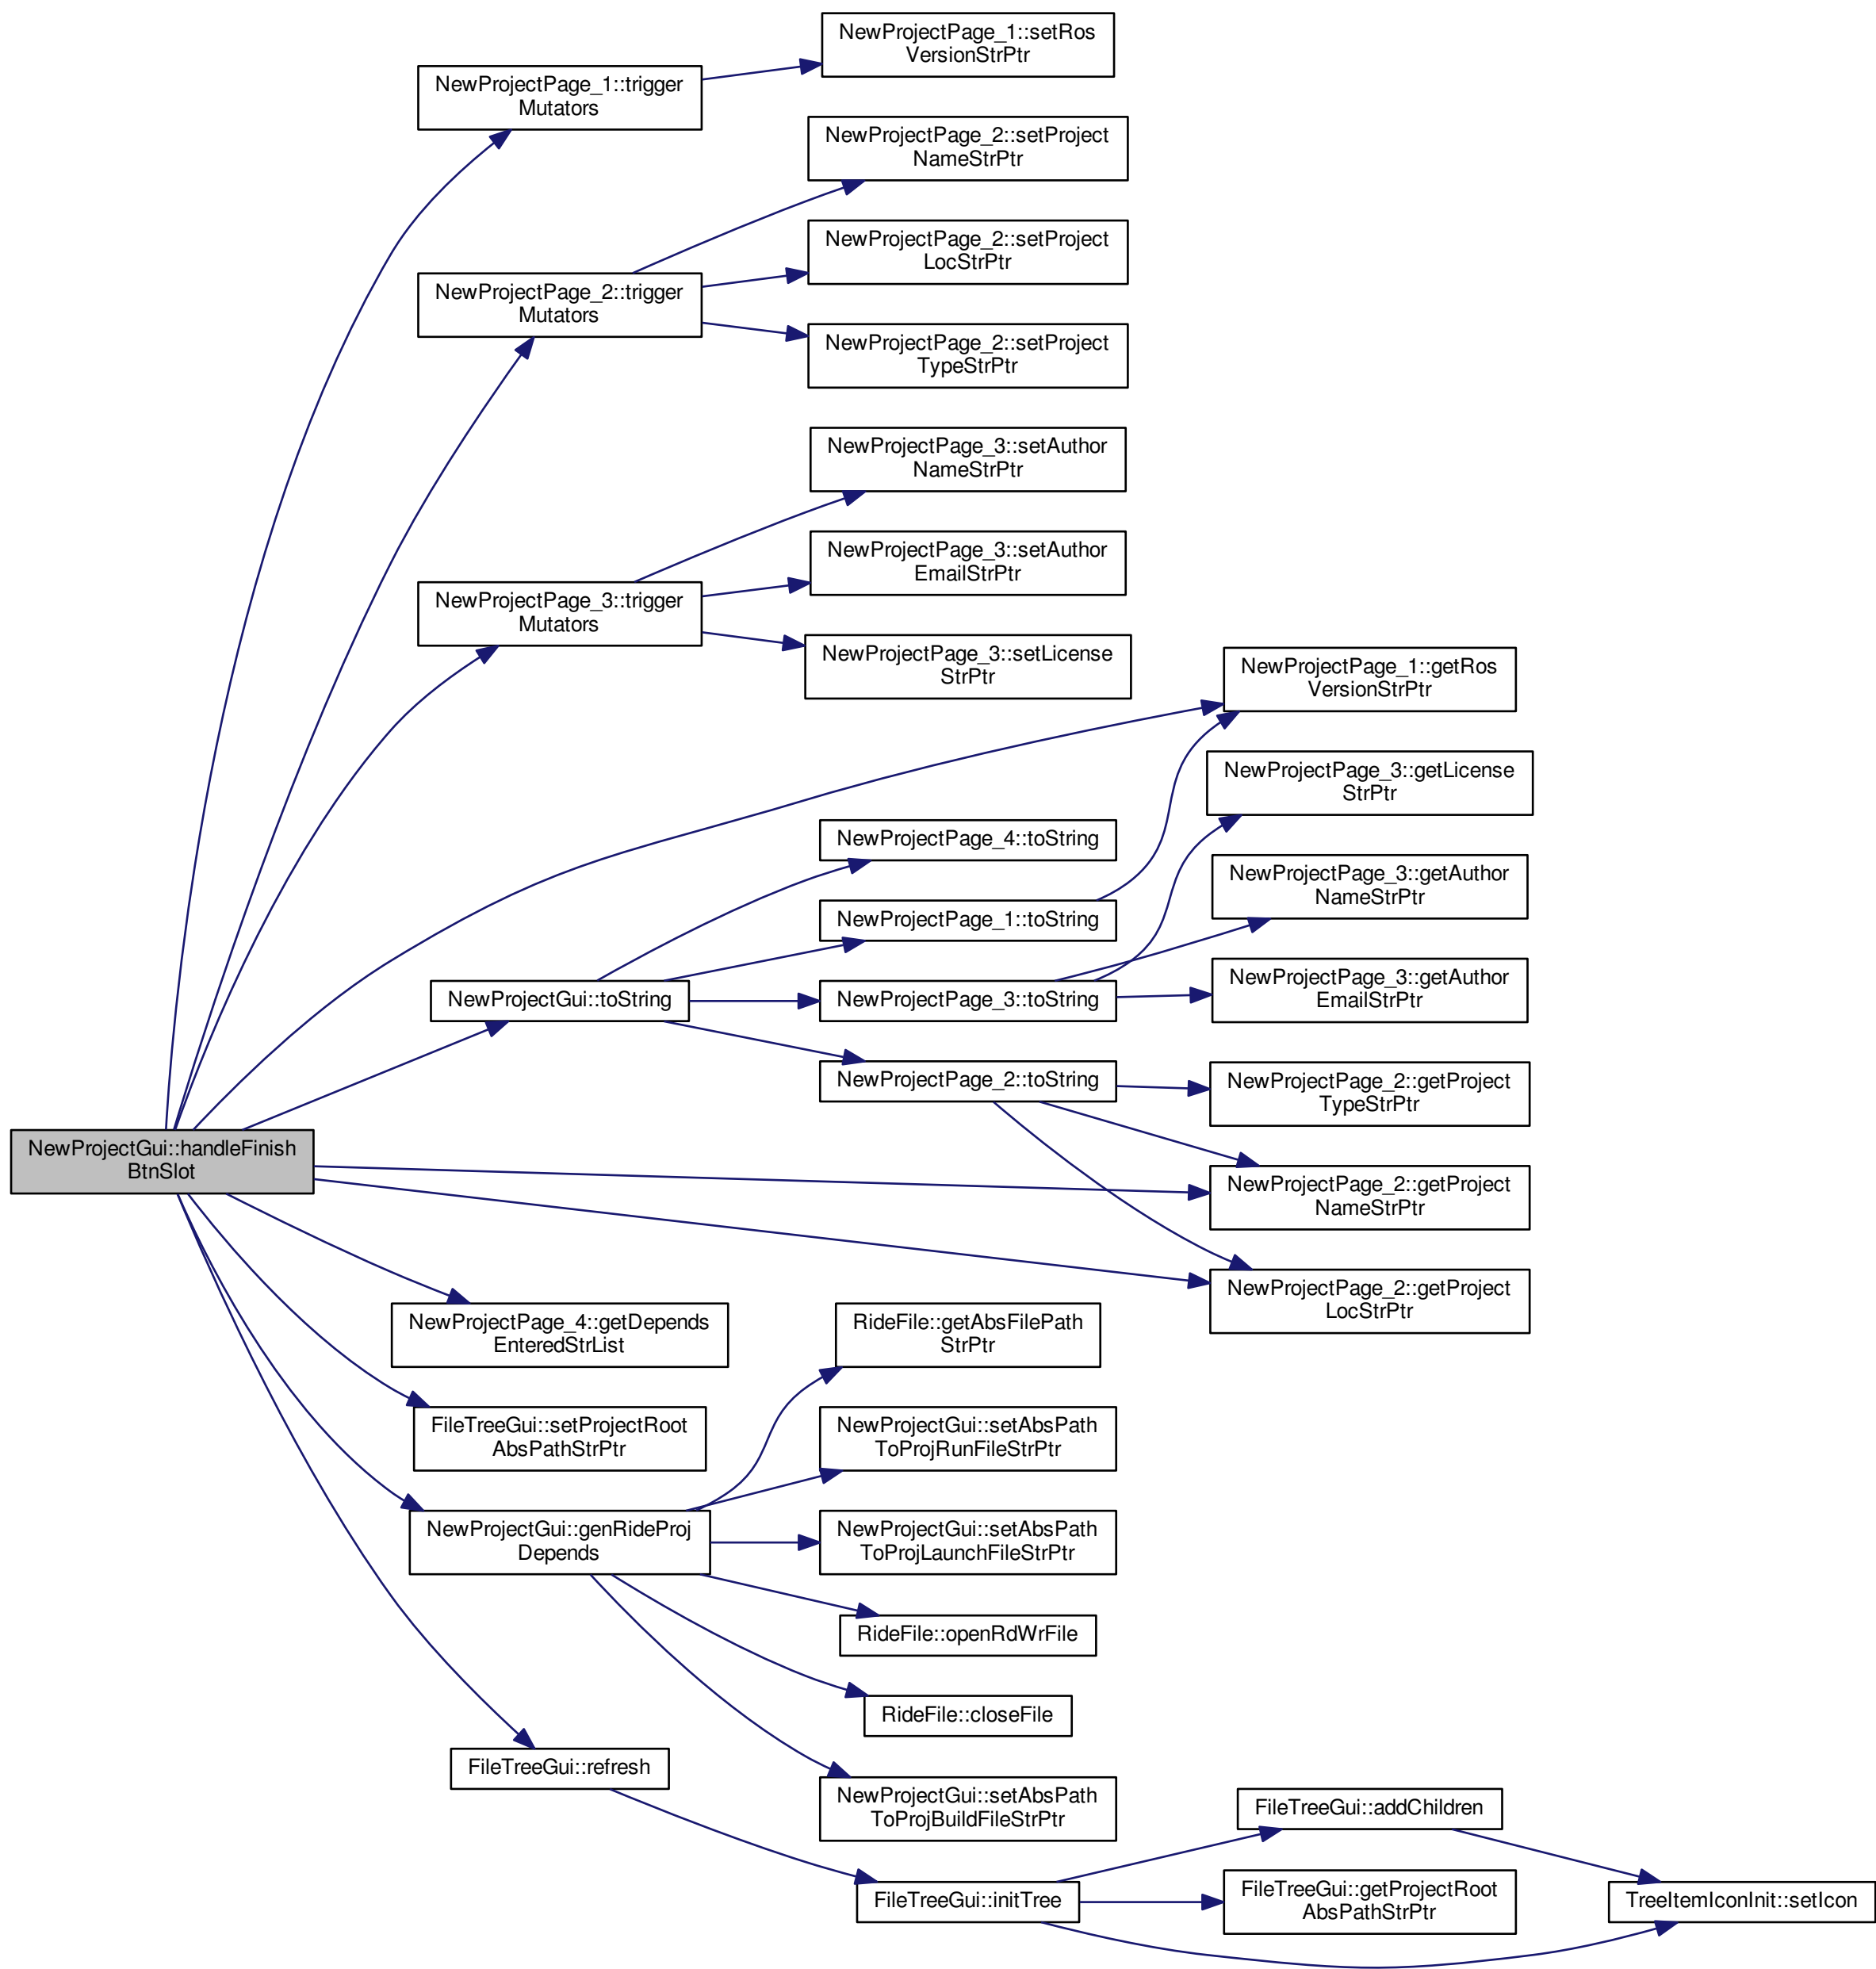 NewProjectPage_1::setRos
VersionStrPtr
NewProjectPage_1::trigger
Mutators
NewProjectPage_2::setProject
NameStrPtr
NewProjectPage_2::setProject
LocStrPtr
NewProjectPage_2::trigger
Mutators
NewProjectPage_2::setProject
TypeStrPtr
NewProjectPage_3::setAuthor
NameStrPtr
NewProjectPage_3::setAuthor
EmailStrPtr
NewProjectPage_3::trigger
Mutators
NewProjectPage_3::setLicense
StrPtr
NewProjectPage_1::getRos
VersionStrPtr
NewProjectPage_3::getLicense
StrPtr
NewProjectPage_4::toString
NewProjectPage_3::getAuthor
NameStrPtr
NewProjectPage_1::toString
NewProjectGui::toString
NewProjectPage_3::toString
NewProjectPage_3::getAuthor
EmailStrPtr
NewProjectPage_2::toString
NewProjectPage_2::getProject
TypeStrPtr
NewProjectGui::handleFinish
BtnSlot
NewProjectPage_2::getProject
NameStrPtr
NewProjectPage_2::getProject
LocStrPtr
NewProjectPage_4::getDepends
EnteredStrList
RideFile::getAbsFilePath
StrPtr
FileTreeGui::setProjectRoot
AbsPathStrPtr
NewProjectGui::setAbsPath
ToProjRunFileStrPtr
NewProjectGui::genRideProj
Depends
NewProjectGui::setAbsPath
ToProjLaunchFileStrPtr
RideFile::openRdWrFile
RideFile::closeFile
FileTreeGui::refresh
NewProjectGui::setAbsPath
ToProjBuildFileStrPtr
FileTreeGui::addChildren
FileTreeGui::initTree
FileTreeGui::getProjectRoot
AbsPathStrPtr
TreeItemIconInit::setIcon